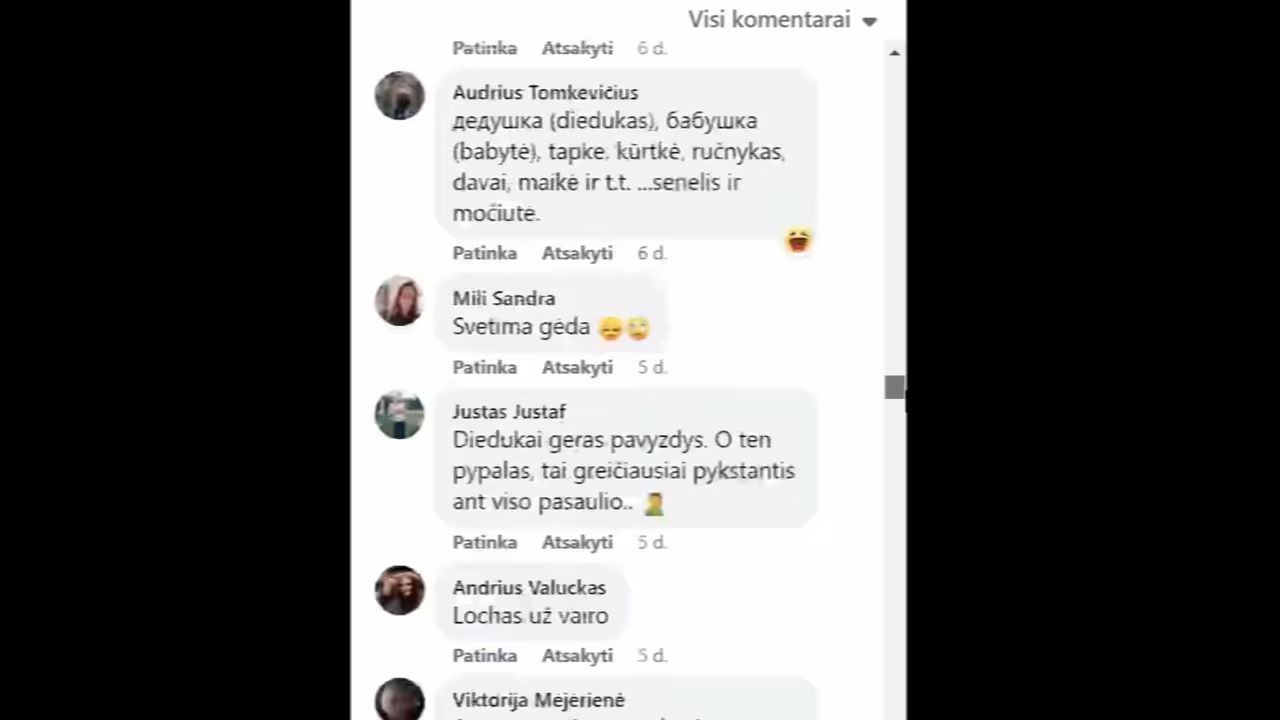 Visi komentarai
Patinka Atsakyti 6 d.
Audrius Tomkevičius
дедушка (diedukas), бабушка
(babytė), tapkė, kūrtkė, ručnykas,
davai, maikė ir t.t. ...senelis ir
močiutė.
Patinka Atsakyti 6 d.
Mili Sandra
Svetima gėda 😞🙄
Patinka Atsakyti 5 d.
Justas Justaf
Diedukai geras pavyzdys. O ten
pypalas, tai greičiausiai pykstantis
ant viso pasaulio.. 🤦‍♂️
Patinka Atsakyti 5 d.
Andrius Valuckas
Lochas už vairo
Patinka Atsakyti 5 d.
Viktorija Mėjerienė